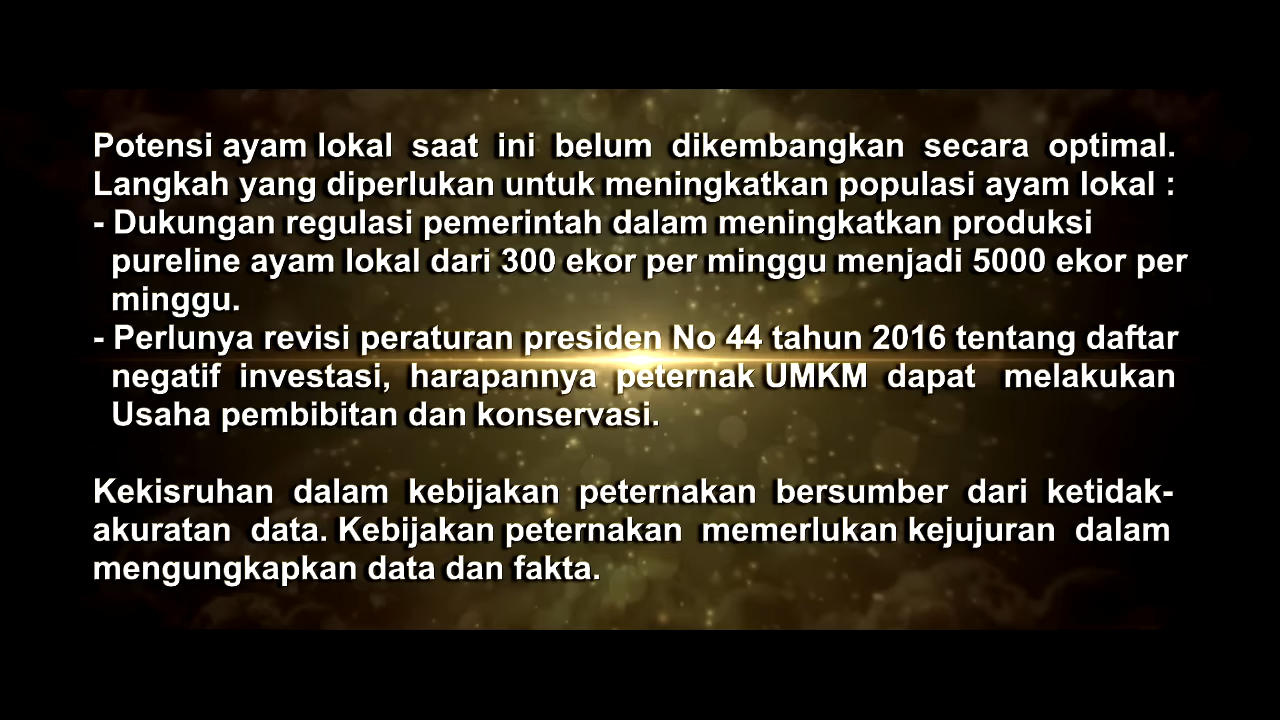 Potensi ayam lokal saat ini belum dikembangkan secara optimal.
Langkah yang diperlukan untuk meningkatkan populasi ayam lokal :
- Dukungan regulasi pemerintah dalam meningkatkan produksi
pureline ayam lokal dari 300 ekor per minggu menjadi 5000 ekor per
minggu.
- Perlunya revisi peraturan presiden No 44 tahun 2016 tentang daftar
negatif investasi, harapannya peternak UMKM dapat melakukan
Usaha pembibitan dan konservasi.
Kekisruhan dalam kebijakan peternakan bersumber dari ketidak-
akuratan data. Kebijakan peternakan memerlukan kejujuran dalam
mengungkapkan data dan fakta.